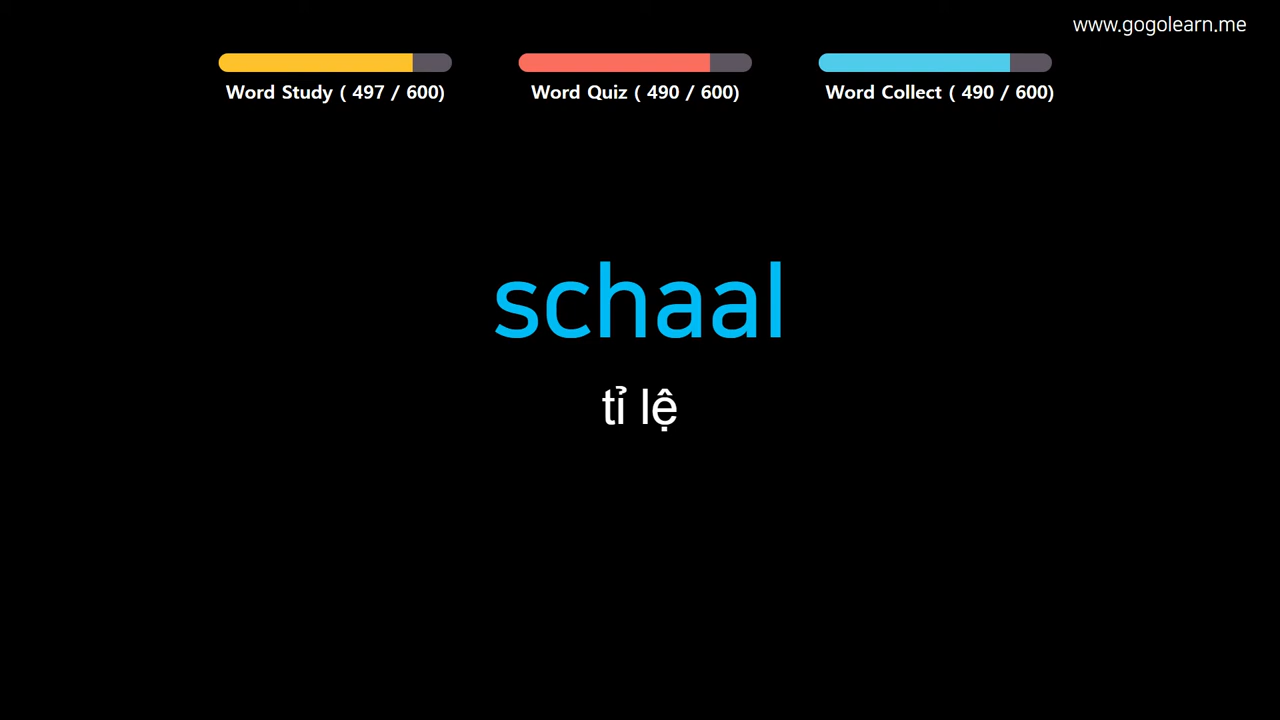 www.gogolearn.me
Word Study ( 497 / 600)
Word Quiz ( 490 / 600)
Word Collect ( 490 / 600)
schaal
tỉ lệ